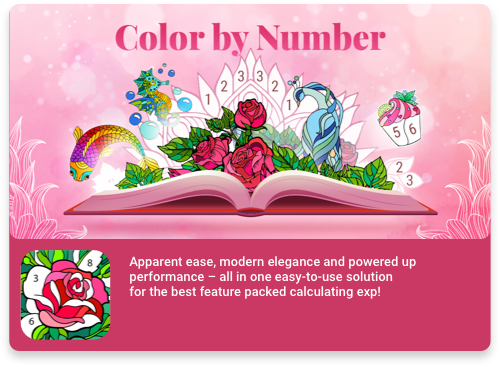 Color by Number
1 2 3 3 2 1 2
5 6
2
3
3 8
6
Apparent ease, modern elegance and powered up
performance – all in one easy-to-use solution
for the best feature packed calculating exp!